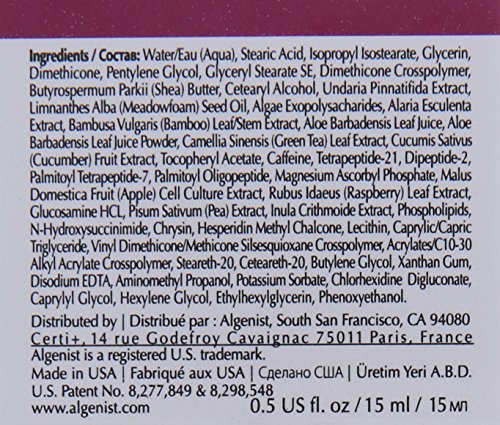 Ingredients / Состав: Water/Eau (Aqua), Stearic Acid, Isopropyl Isostearate, Glycerin,
Dimethicone, Pentylene Glycol, Glyceryl Stearate SE, Dimethicone Crosspolymer,
Butyrospermum Parkii (Shea) Butter, Cetearyl Alcohol, Undaria Pinnatifida Extract,
Limnanthes Alba (Meadowfoam) Seed Oil, Algae Exopolysacharides, Alaria Esculenta
Extract, Bambusa Vulgaris (Bamboo) Leaf/Stem Extract, Aloe Barbadensis Leaf Juice, Aloe
Barbadensis Leaf Juice Powder, Camellia Sinensis (Green Tea) Leaf Extract, Cucumis Sativus
(Cucumber) Fruit Extract, Tocopheryl Acetate, Caffeine, Tetrapeptide-21, Dipeptide-2,
Palmitoyl Tetrapeptide-7, Palmitoyl Oligopeptide, Magnesium Ascorbyl Phosphate, Malus
Domestica Fruit (Apple) Cell Culture Extract, Rubus Idaeus (Raspberry) Leaf Extract,
Glucosamine HCL, Pisum Sativum (Pea) Extract, Inula Crithmoide Extract, Phospholipids,
N-Hydroxysuccinimide, Chrysin, Hesperidin Methyl Chalcone, Lecithin, Caprylic/Capric
Triglyceride, Vinyl Dimethicone/Methicone Silsesquioxane Crosspolymer, Acrylates/C10-30
Alkyl Acrylate Crosspolymer, Steareth-20, Ceteareth-20, Butylene Glycol, Xanthan Gum,
Disodium EDTA, Aminomethyl Propanol, Potassium Sorbate, Chlorhexidine Digluconate,
Caprylyl Glycol, Hexylene Glycol, Ethylhexylglycerin, Phenoxyethanol.
Distributed by | Distribué par : Algenist, South San Francisco, CA 94080
Certi+, 14 rue Godefroy Cavaignac 75011 Paris, France
Algenist is a registered U.S. trademark.
Made in USA | Fabriqué aux USA | Сделано США | Üretim Yeri A.B.D.
U.S. Patent No. 8,277,849 & 8,298,548
www.algenist.com 0.5 US fl. oz / 15 ml / 15 мл